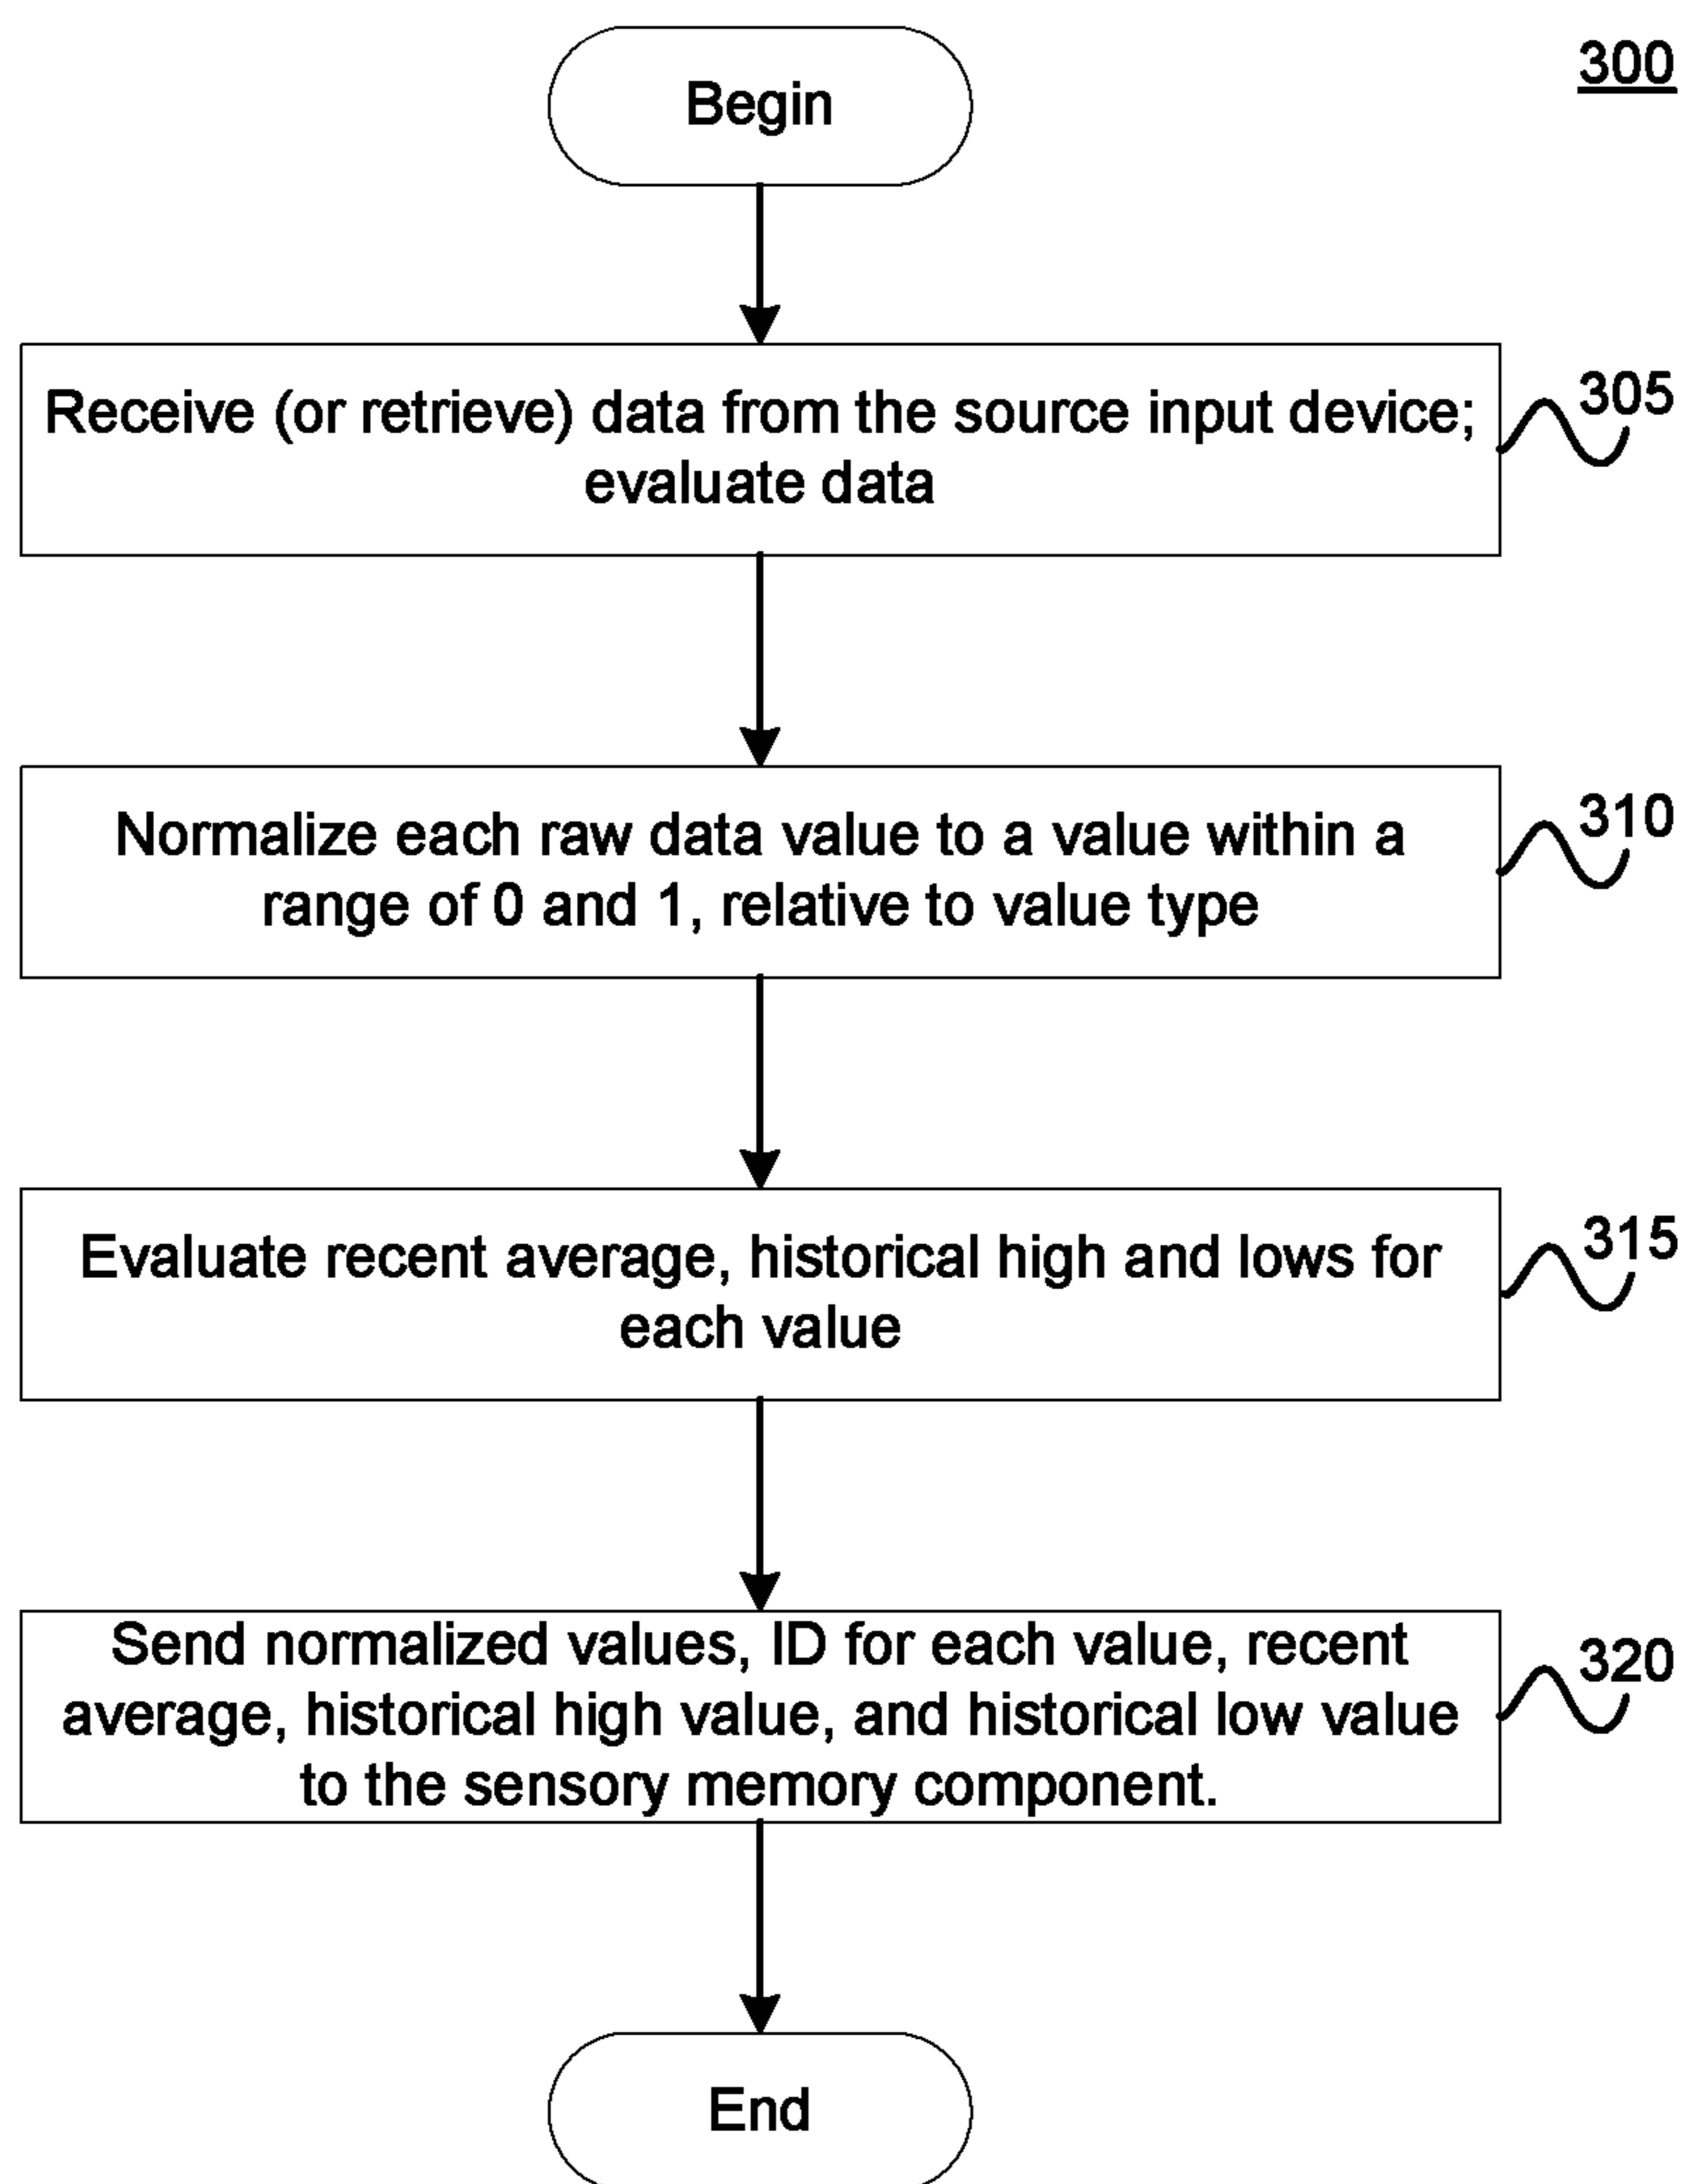 Begin
300
Receive (or retrieve) data from the source input device;
evaluate data
305
Normalize each raw data value to a value within a
range of 0 and 1, relative to value type
310
Evaluate recent average, historical high and lows for
each value
315
Send normalized values, ID for each value, recent
average, historical high value, and historical low value
to the sensory memory component.
320
End